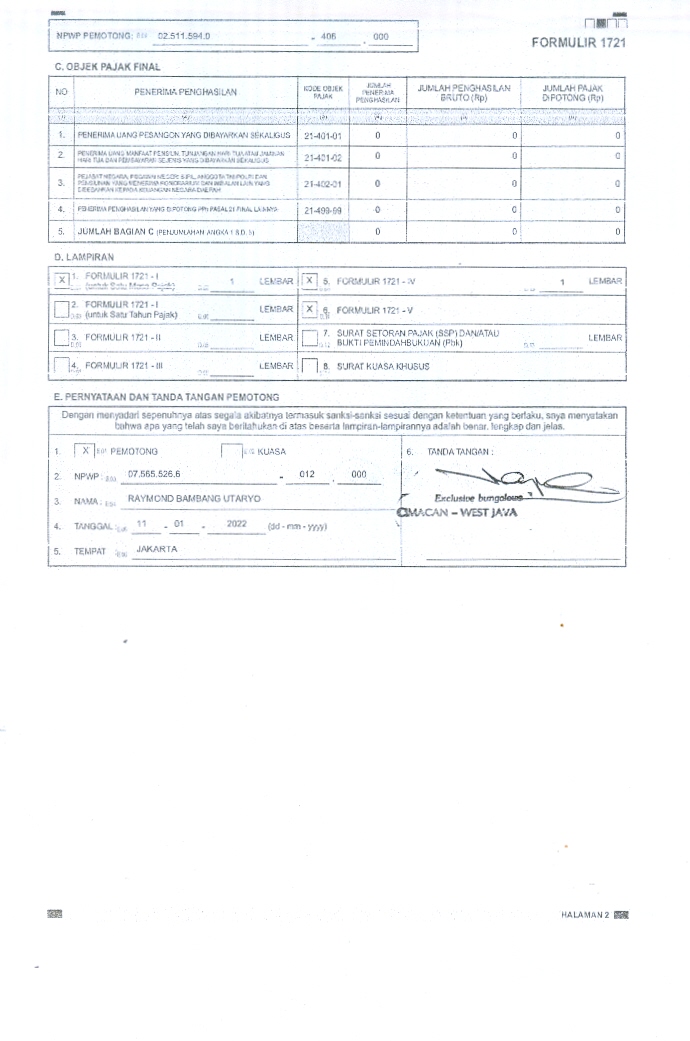 NPWP PEMOTONG : 02.511.594.0 - 406 . 000
FORMULIR 1721
C. OBJEK PAJAK FINAL
NO PENERIMA PENGHASILAN KODE OBJEK PAJAK JUMLAH PENERIMA PENGHASILAN JUMLAH PENGHASILAN BRUTO (Rp) JUMLAH PAJAK DIPOTONG (Rp)
1. PENERIMA UANG PESANGON YANG DIBAYARKAN SEKALIGUS 21-401-01 0 0 0
2. PENERIMA UANG MANFAAT PENSIUN, TUNJANGAN HARI TUA ATAU JAMINAN
HARI TUA DAN PEMBAYARAN SEJENIS YANG DIBAYARKAN SEKALIGUS 21-401-02 0 0 0
3. PEJABAT NEGARA, PEGAWAI NEGERI SIPIL, ANGGOTA TNI/POLRI DAN
PENSIUNAN YANG MENERIMA HONORARIUM DAN IMBALAN LAIN YANG
DIBEBANKAN KEPADA KEUANGAN NEGARA/DAERAH 21-402-01 0 0 0
4. PENERIMA PENGHASILAN YANG DIPOTONG PPh PASAL 21 FINAL LAINNYA 21-499-99 0 0 0
5. JUMLAH BAGIAN C (PENJUMLAHAN ANGKA 1 S.D. 4) 0 0 0
D. LAMPIRAN
X 1. FORMULIR 1721 - I
(untuk Satu Masa Pajak) 1 LEMBAR
X 5. FORMULIR 1721 - IV 1 LEMBAR
2. FORMULIR 1721 - I
(untuk Satu Tahun Pajak) LEMBAR
X 6. FORMULIR 1721 - V
3. FORMULIR 1721 - II LEMBAR
7. SURAT SETORAN PAJAK (SSP) DAN/ATAU
BUKTI PEMINDAHBUKUAN (Pbk) LEMBAR
4. FORMULIR 1721 - III LEMBAR
8. SURAT KUASA KHUSUS
E. PERNYATAAN DAN TANDA TANGAN PEMOTONG
Dengan menyadari sepenuhnya atas segala akibatnya termasuk sanksi-sanksi sesuai dengan ketentuan yang berlaku, saya menyatakan
bahwa apa yang telah saya beritahukan di atas beserta lampiran-lampirannya adalah benar, lengkap dan jelas.
1. X PEMOTONG KUASA
2. NPWP : 07.565.526.6 - 012 . 000
3. NAMA : RAYMOND BAMBANG UTARYO
4. TANGGAL : 11 - 01 - 2022 (dd - mm - yyyy)
5. TEMPAT JAKARTA
6. TANDA TANGAN :
Exclusive bungalows
CIMACAN – WEST JAVA
HALAMAN 2